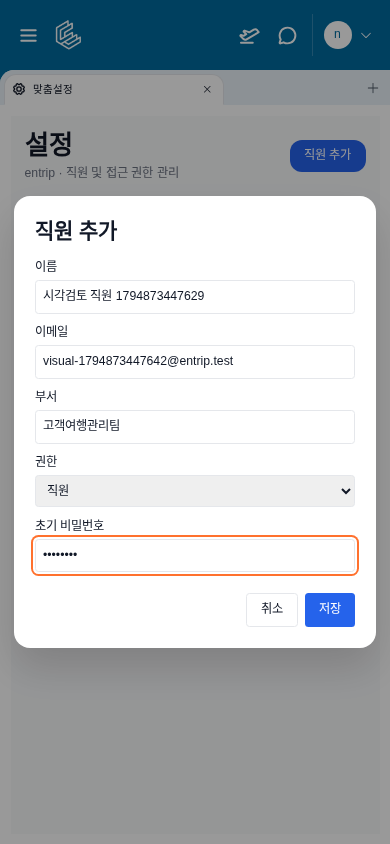 n
맞춤설정
설정
entrip · 직원 및 접근 권한 관리
직원 추가
직원 추가
이름
시각검토 직원 1794873447629
이메일
visual-1794873447642@entrip.test
부서
고객여행관리팀
권한
직원
초기 비밀번호
••••••••
취소
저장